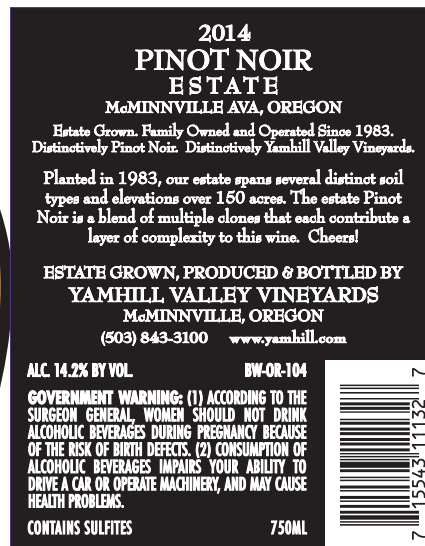 2014
PINOT NOIR
ESTATE
McMINNVILLE AVA, OREGON
Estate Grown. Family Owned and Operated Since 1983.
Distinctively Pinot Noir. Distinctively Yamhill Valley Vineyards.
Planted in 1983, our estate spans several distinct soil
types and elevations over 150 acres. The estate Pinot
Noir is a blend of multiple clones that each contribute a
layer of complexity to this wine. Cheers!
ESTATE GROWN, PRODUCED & BOTTLED BY
YAMHILL VALLEY VINEYARDS
McMINNVILLE, OREGON
(503) 843-3100 www.yamhill.com
ALC. 14.2% BY VOL. BW-OR-104
GOVERNMENT WARNING: (1) ACCORDING TO THE
SURGEON GENERAL, WOMEN SHOULD NOT DRINK
ALCOHOLIC BEVERAGES DURING PREGNANCY BECAUSE
OF THE RISK OF BIRTH DEFECTS. (2) CONSUMPTION OF
ALCOHOLIC BEVERAGES IMPAIRS YOUR ABILITY TO
DRIVE A CAR OR OPERATE MACHINERY, AND MAY CAUSE
HEALTH PROBLEMS.
CONTAINS SULFITES 750ML
7 15543 11132 7